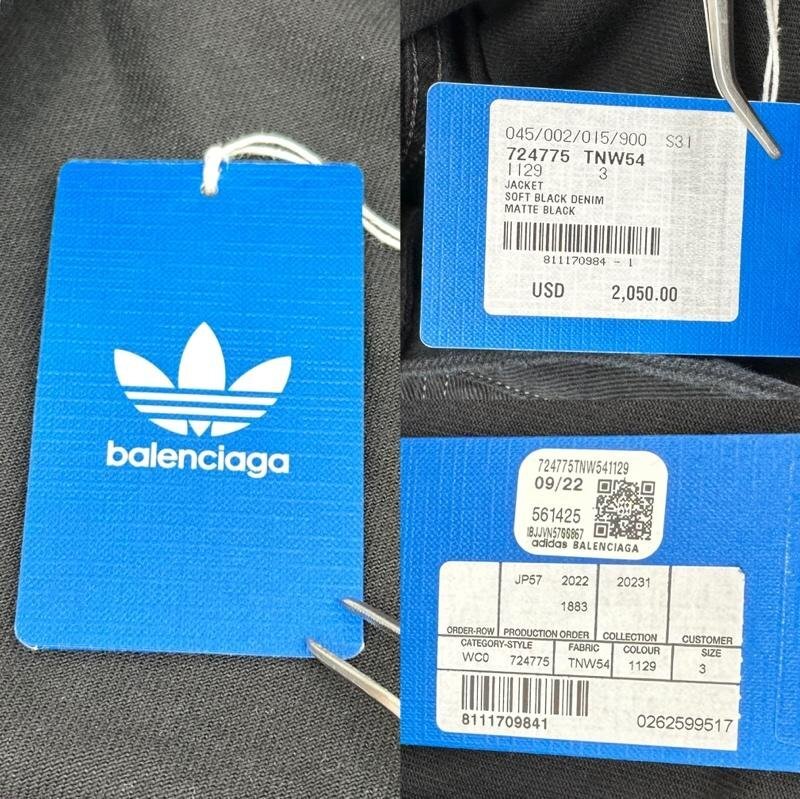 balenciaga
045/002/015/900 S31
724775 TNW54
1129 3
JACKET
SOFT BLACK DENIM
MATTE BLACK
811170984 - 1
USD 2,050.00
724775TNW541129
09/22
561425
adidas BALENCIAGA
JP57 2022 20231
1883
ORDER-ROW PRODUCTION ORDER COLLECTION CUSTOMER
CATEGORY-STYLE FABRIC COLOUR SIZE
WC0 724775 TNW54 1129 3
8111709841
0262599517